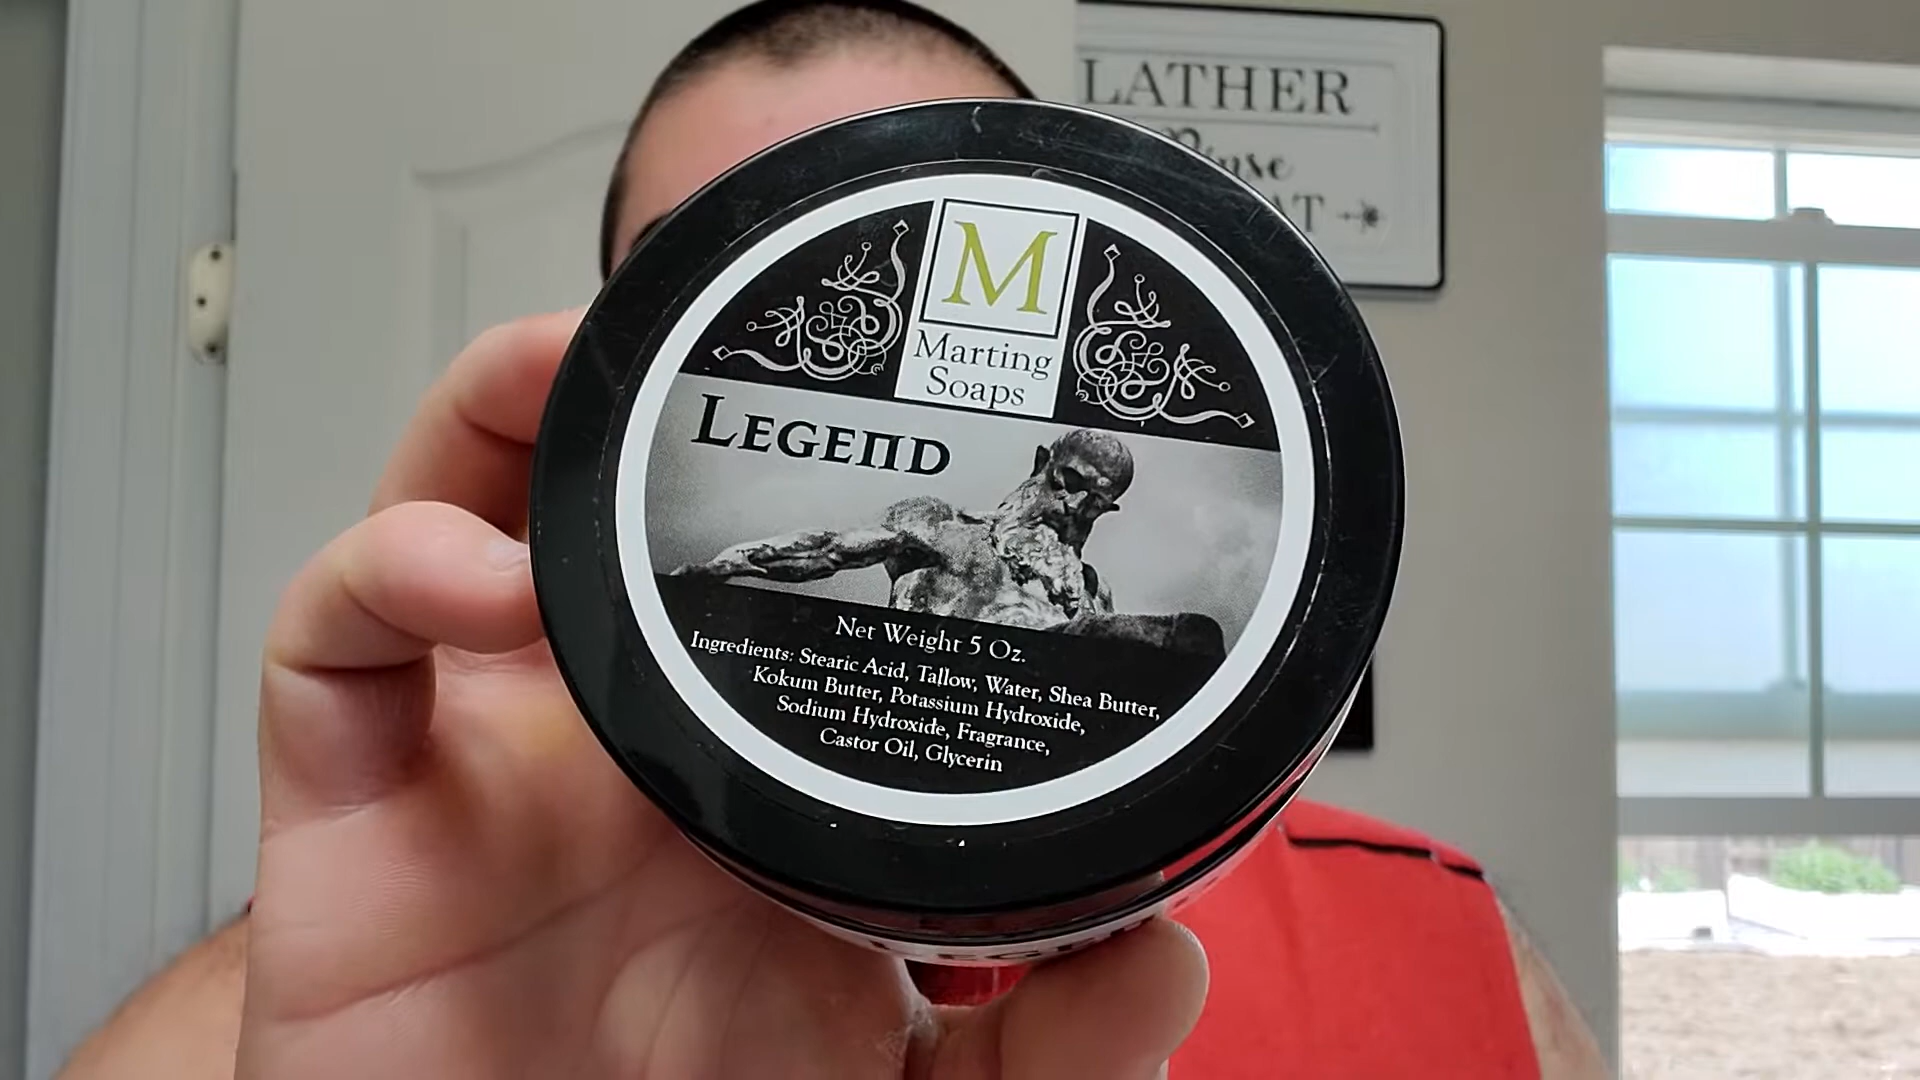 LATHER
M
Marting
Soaps
LEGEND
Net Weight 5 Oz.
Ingredients: Stearic Acid, Tallow, Water, Shea Butter,
Kokum Butter, Potassium Hydroxide,
Sodium Hydroxide, Fragrance,
Castor Oil, Glycerin